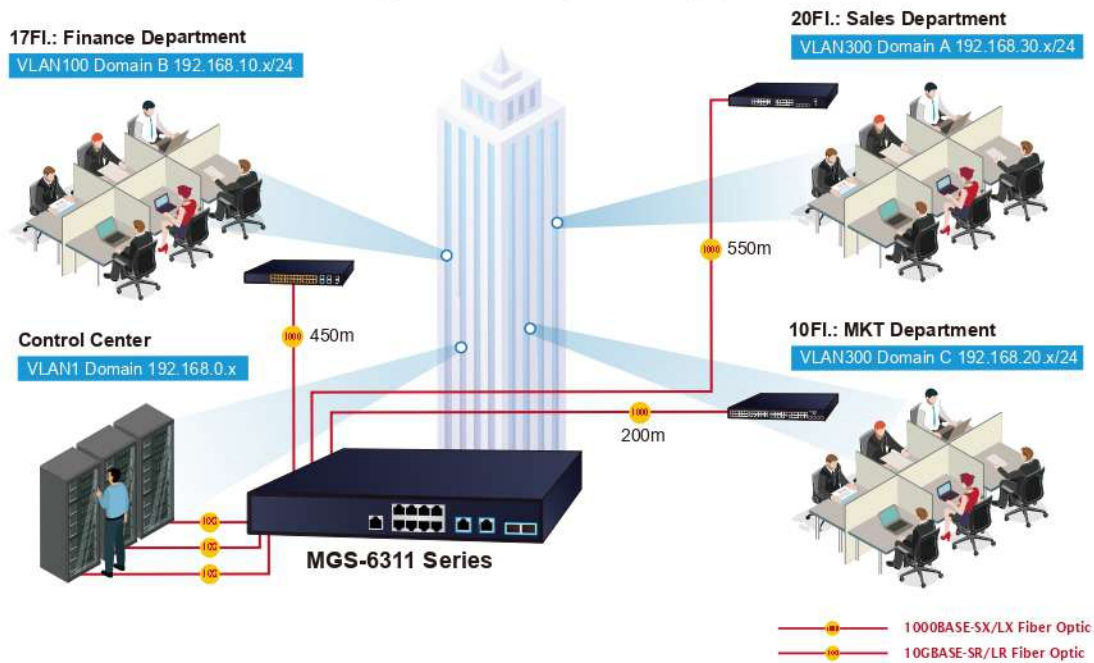 17Fl.: Finance Department
VLAN100 Domain B 192.168.10.x/24
20Fl.: Sales Department
VLAN300 Domain A 192.168.30.x/24
1000
550m
1000
450m
Control Center
VLAN1 Domain 192.168.0.x
10Fl.: MKT Department
VLAN300 Domain C 192.168.20.x/24
1000
200m
10G
10G
10G
MGS-6311 Series
1000BASE-SX/LX Fiber Optic
10GBASE-SR/LR Fiber Optic